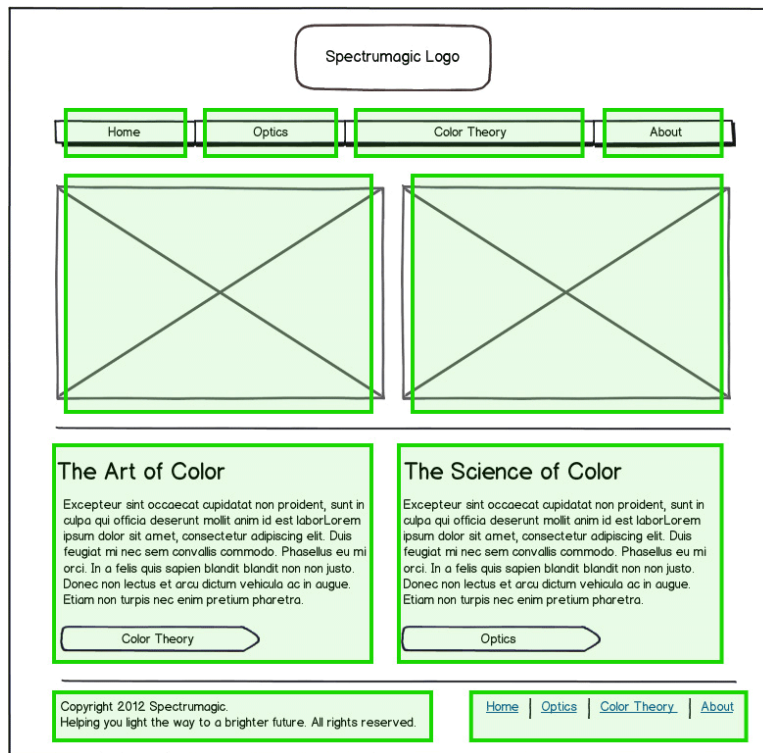 Spectrumagic Logo
Home Optics Color Theory About
The Art of Color
Excepteur sint occaecat cupidatat non proident, sunt in
culpa qui officia deserunt mollit anim id est laborLorem
ipsum dolor sit amet, consectetur adipiscing elit. Duis
feugiat mi nec sem convallis commodo. Phasellus eu mi
orci. In a felis quis sapien blandit blandit non non justo.
Donec non lectus et arcu dictum vehicula ac in augue.
Etiam non turpis nec enim pretium pharetra.
Color Theory
The Science of Color
Excepteur sint occaecat cupidatat non proident, sunt in
culpa qui officia deserunt mollit anim id est laborLorem
ipsum dolor sit amet, consectetur adipiscing elit. Duis
feugiat mi nec sem convallis commodo. Phasellus eu mi
orci. In a felis quis sapien blandit blandit non non justo.
Donec non lectus et arcu dictum vehicula ac in augue.
Etiam non turpis nec enim pretium pharetra.
Optics
Copyright 2012 Spectrumagic.
Helping you light the way to a brighter future. All rights reserved.
Home | Optics | Color Theory | About